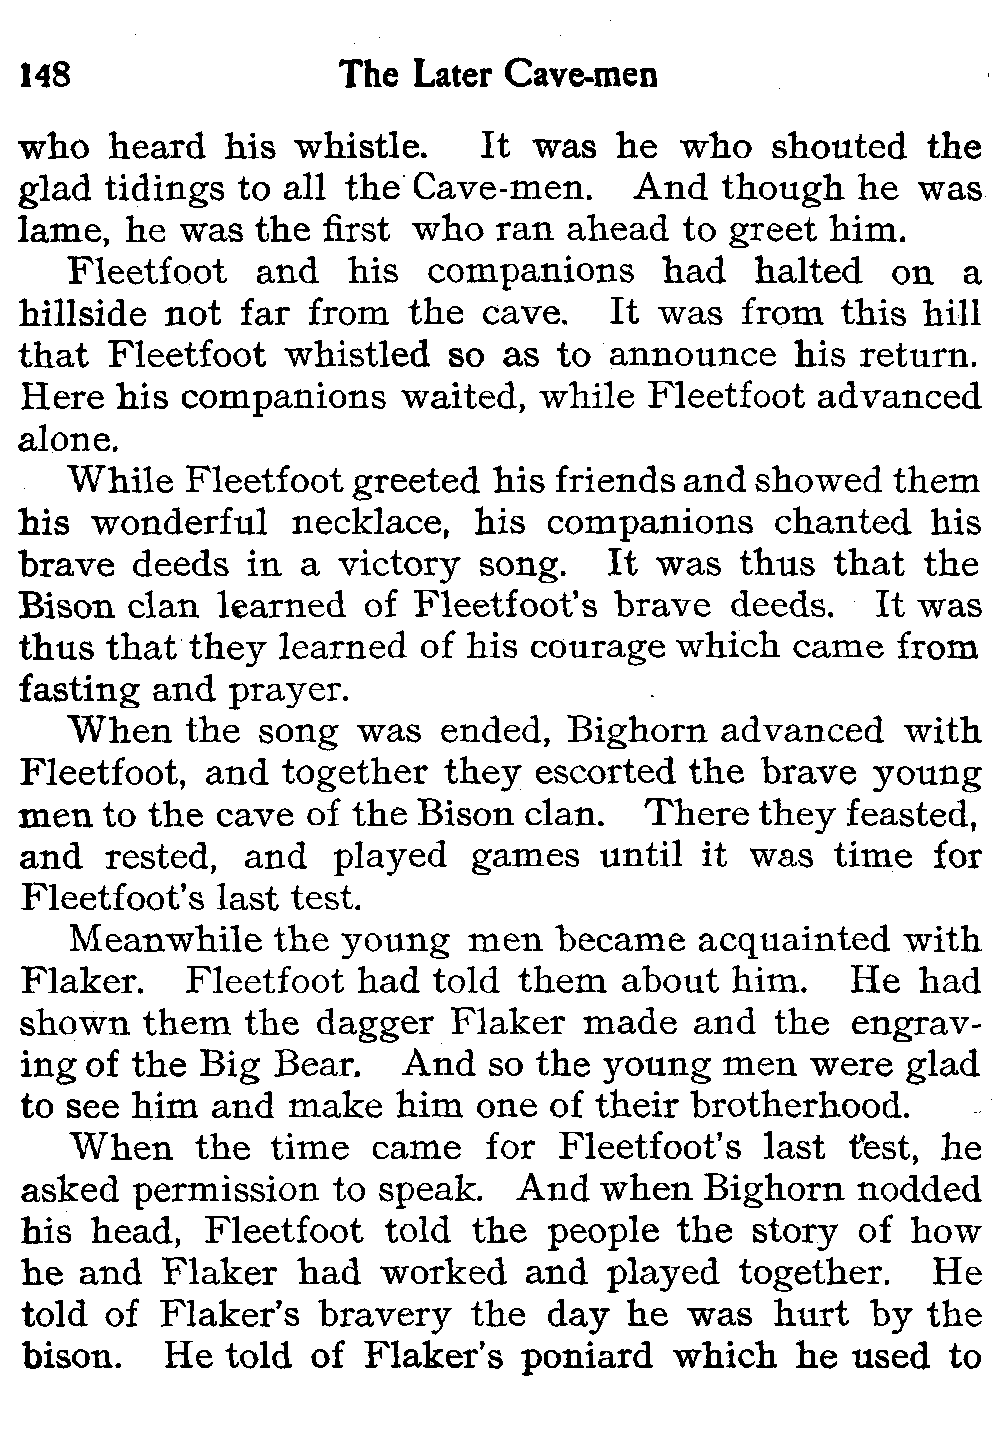 148 The Later Cave-men
who heard his whistle. It was he who shouted the
glad tidings to all the Cave-men. And though he was
lame, he was the first who ran ahead to greet him.
Fleetfoot and his companions had halted on a
hillside not far from the cave. It was from this hill
that Fleetfoot whistled so as to announce his return.
Here his companions waited, while Fleetfoot advanced
alone.
While Fleetfoot greeted his friends and showed them
his wonderful necklace, his companions chanted his
brave deeds in a victory song. It was thus that the
Bison clan learned of Fleetfoot's brave deeds. It was
thus that they learned of his courage which came from
fasting and prayer.
When the song was ended, Bighorn advanced with
Fleetfoot, and together they escorted the brave young
men to the cave of the Bison clan. There they feasted,
and rested, and played games until it was time for
Fleetfoot's last test.
Meanwhile the young men became acquainted with
Flaker. Fleetfoot had told them about him. He had
shown them the dagger Flaker made and the engrav-
ing of the Big Bear. And so the young men were glad
to see him and make him one of their brotherhood.
When the time came for Fleetfoot's last test, he
asked permission to speak. And when Bighorn nodded
his head, Fleetfoot told the people the story of how
he and Flaker had worked and played together. He
told of Flaker's bravery the day he was hurt by the
bison. He told of Flaker's poniard which he used to